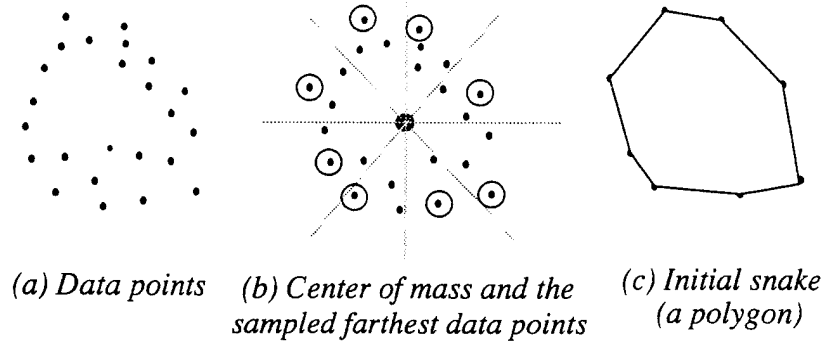 (a) Data points
(b) Center of mass and the
sampled farthest data points
(c) Initial snake
(a polygon)